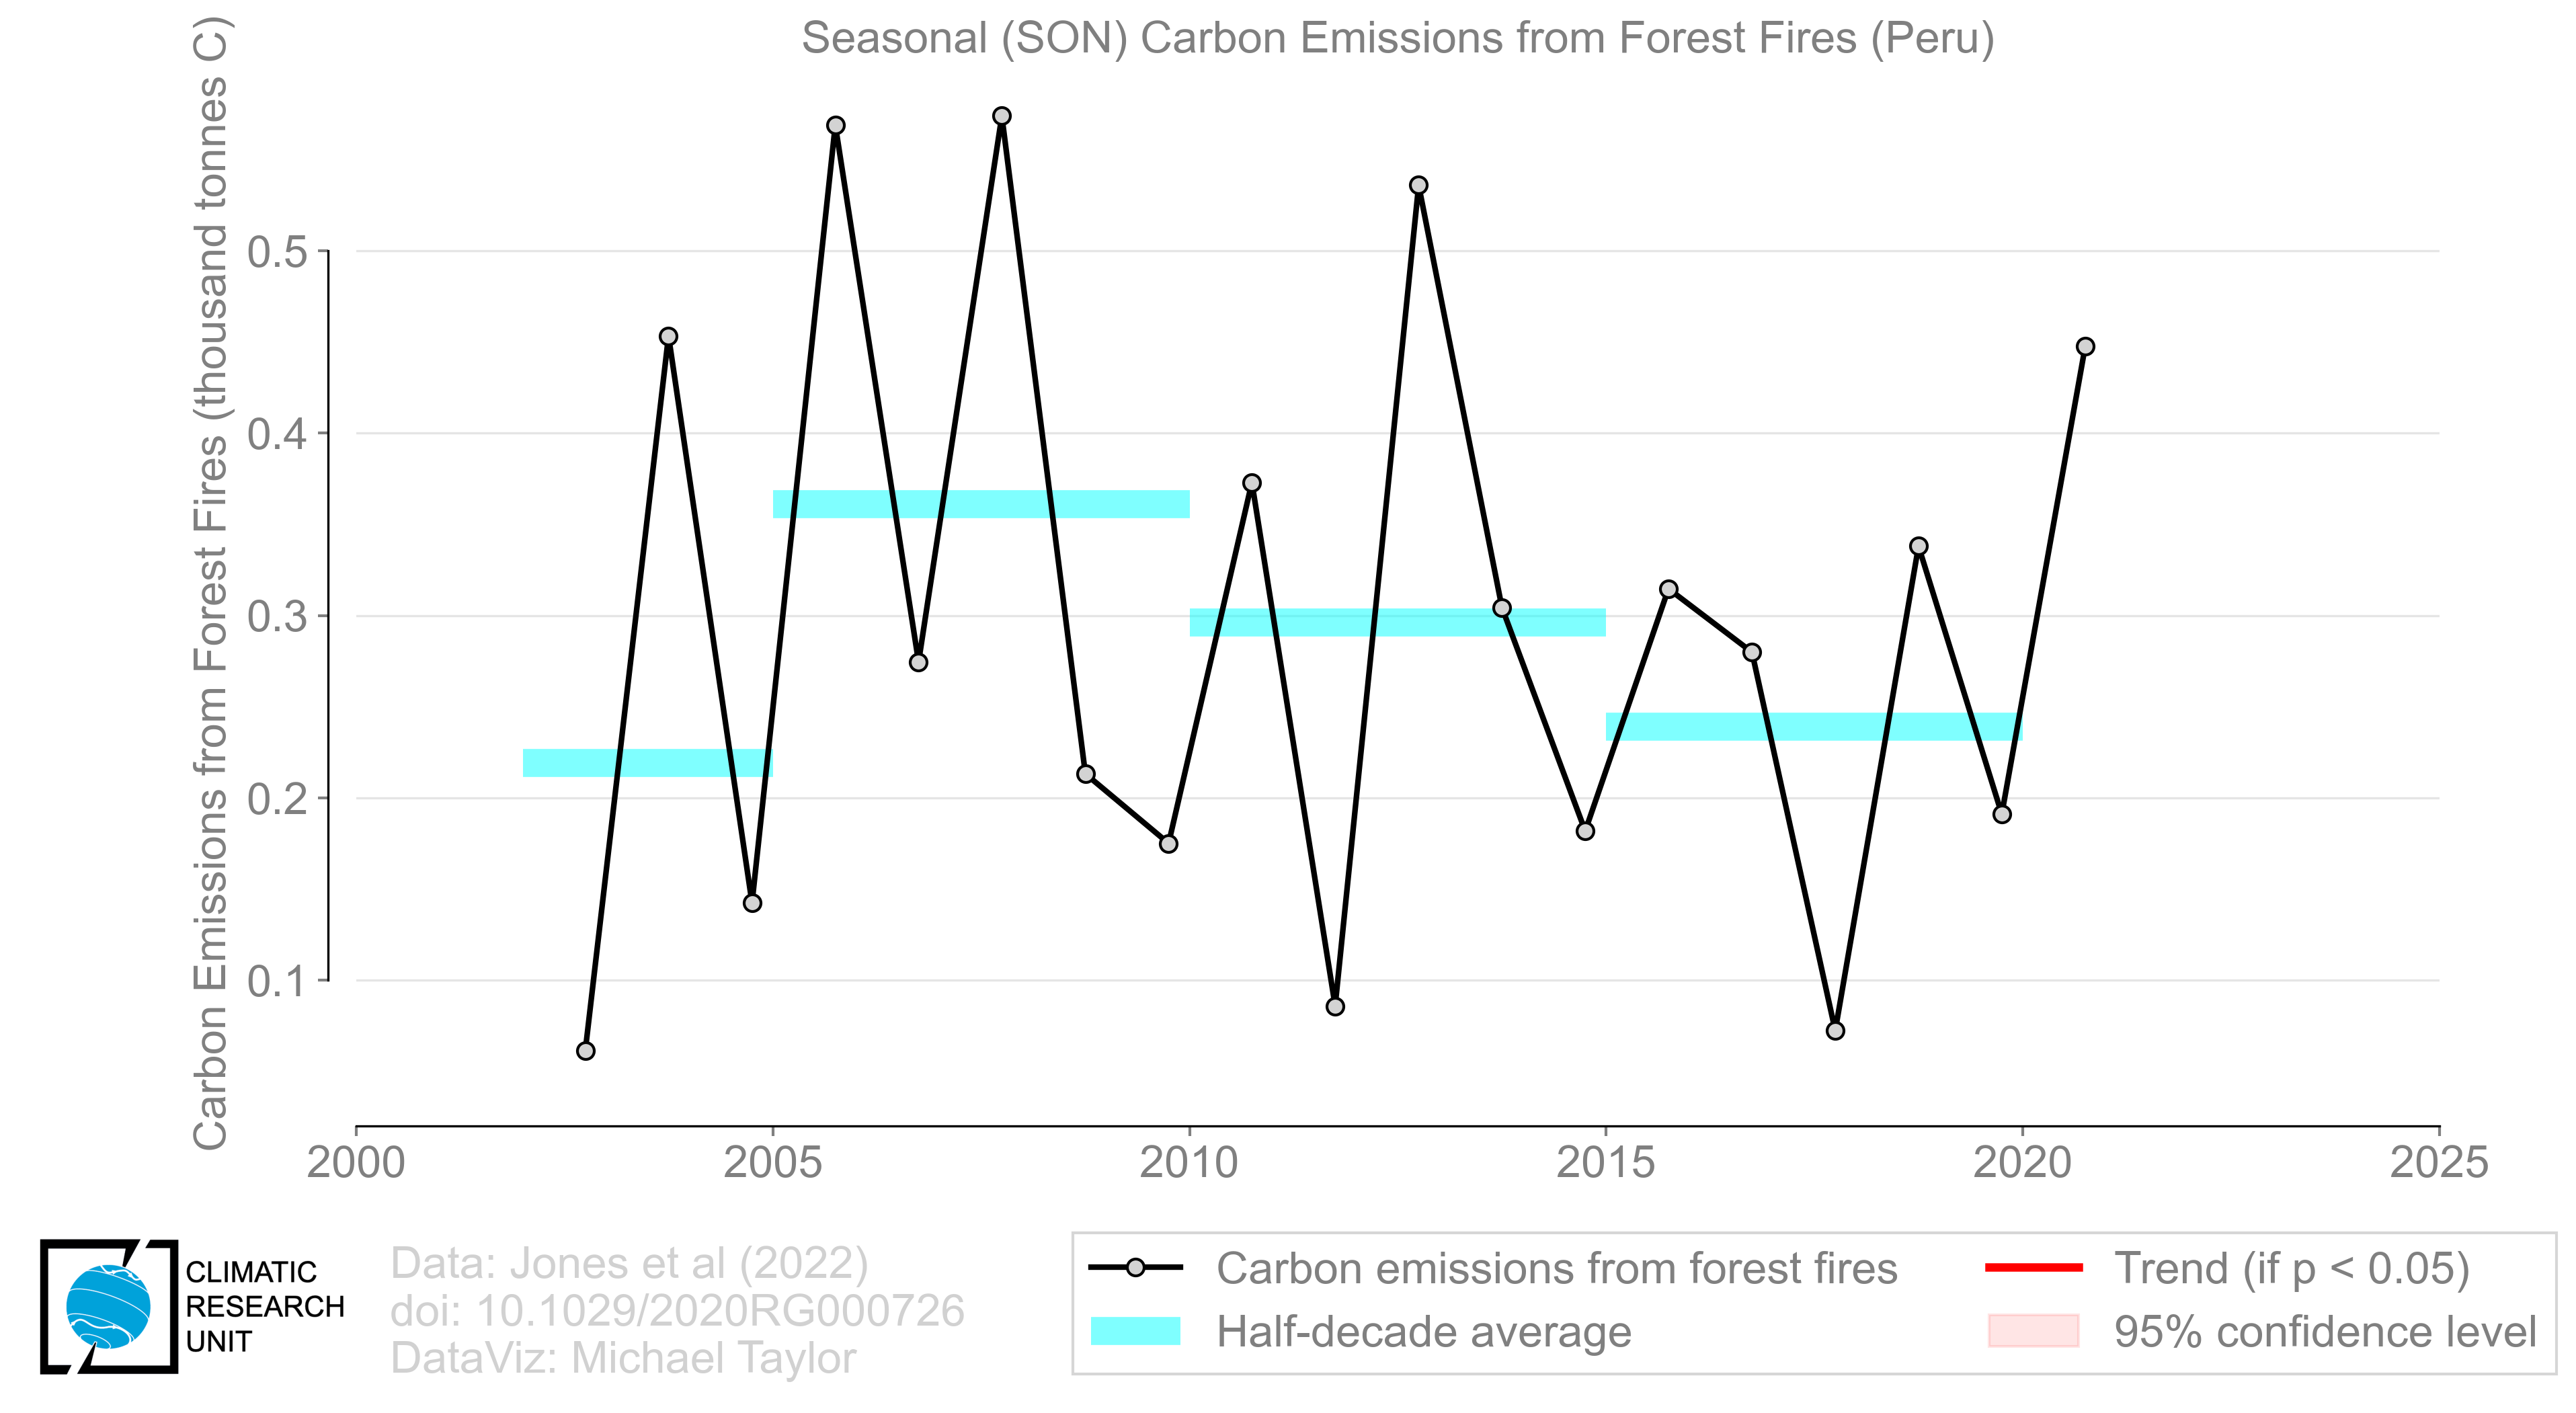 Seasonal (SON) Carbon Emissions from Forest Fires (Peru)
Carbon Emissions from Forest Fires (thousand tonnes C)
0.5
0.4
0.3
0.2
0.1
2000 2005 2010 2015 2020 2025
CLIMATIC
RESEARCH
UNIT
Data: Jones et al (2022)
doi: 10.1029/2020RG000726
DataViz: Michael Taylor
Carbon emissions from forest fires
Half-decade average
Trend (if p < 0.05)
95% confidence level